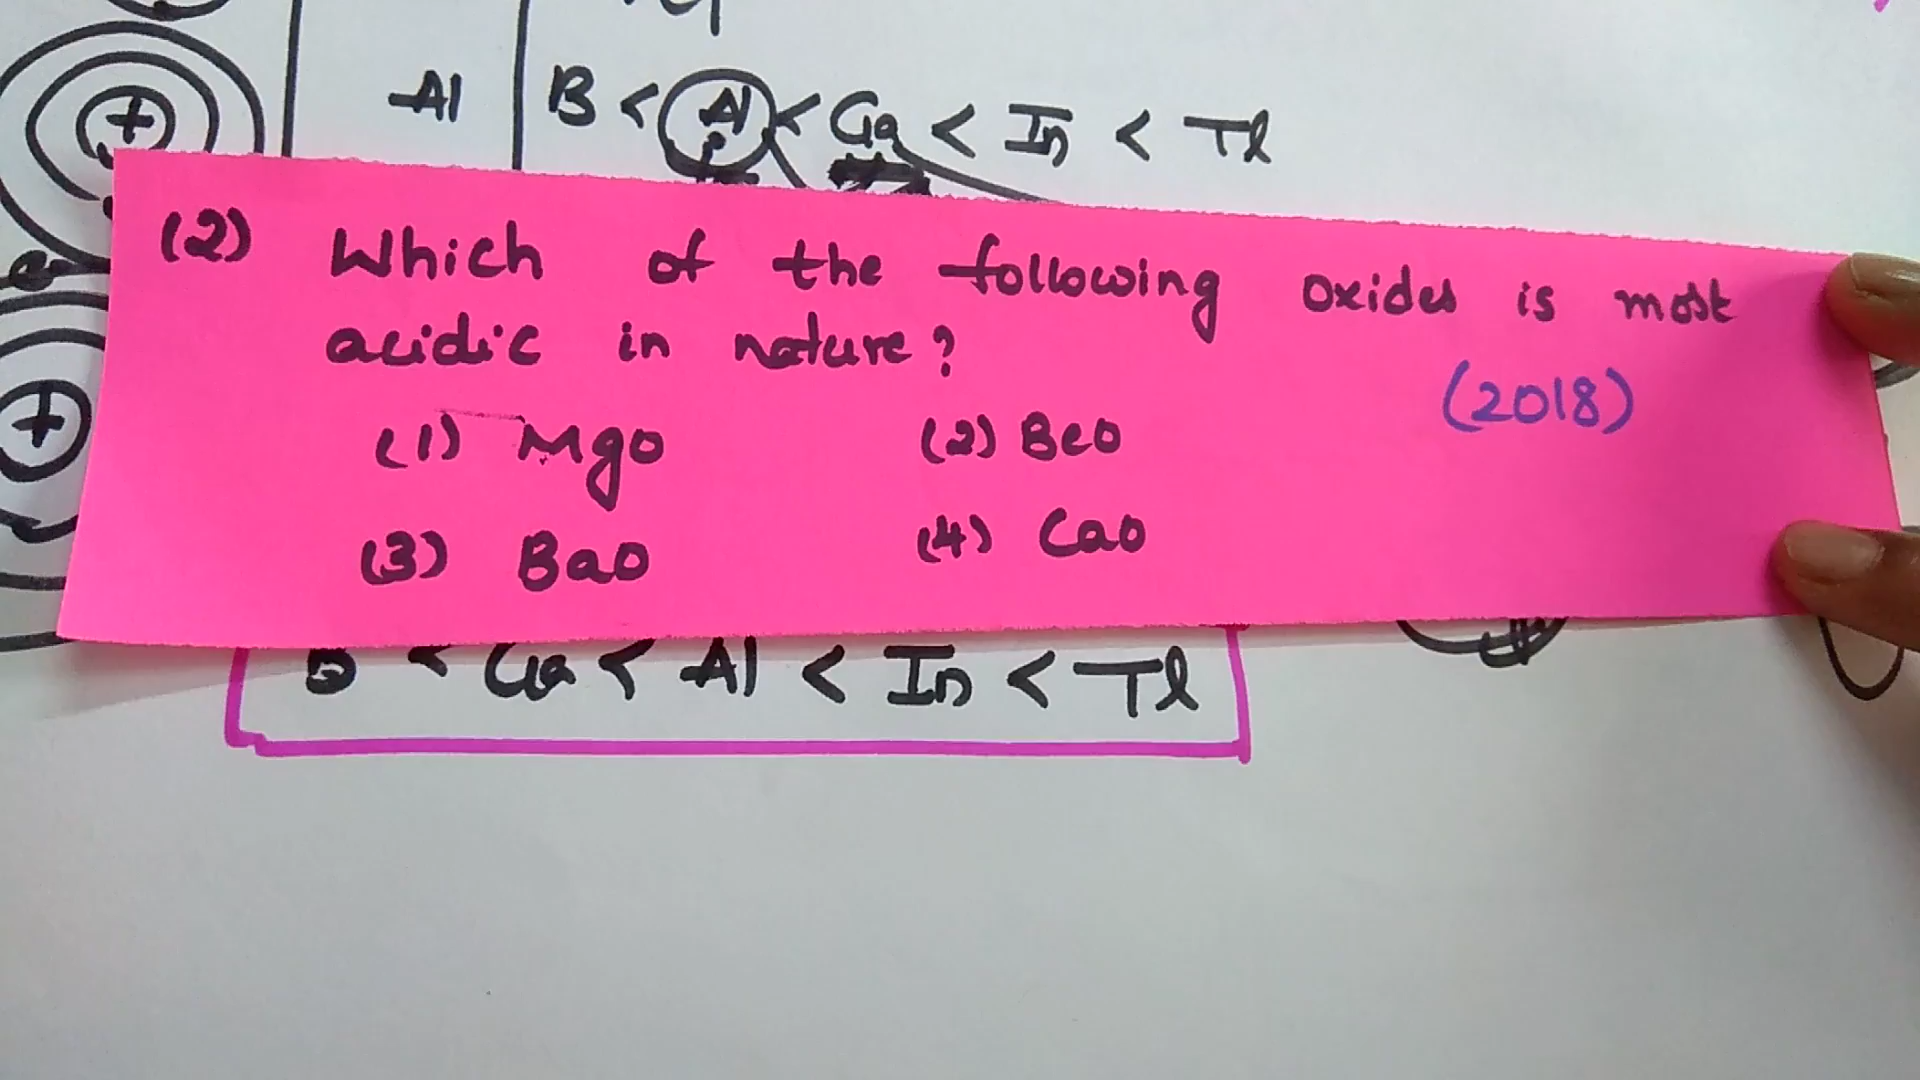 Al
B < Al < Ga < In < Tl
(2) Which of the following oxides is most
acidic in nature?
(2018)
(1) Mgo (2) BeO
(3) BaO (4) CaO
B < Ga < Al < In < Tl